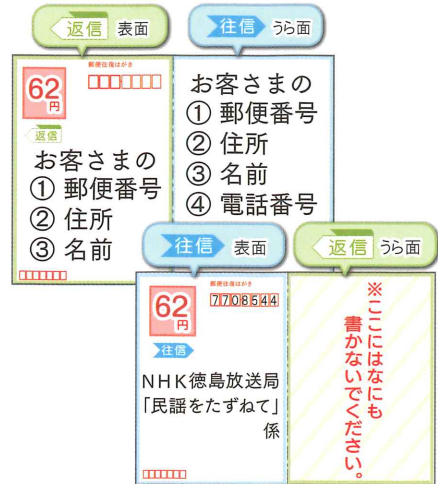 返信 表面
往信 うら面
郵便往復はがき
62円
返信
お客さまの
① 郵便番号
② 住所
③ 名前
お客さまの
① 郵便番号
② 住所
③ 名前
④ 電話番号
往信 表面
返信 うら面
郵便往復はがき
62円
7708544
往信
NHK徳島放送局
「民謡をたずねて」
係
※ここにはなにも
書かないでください。